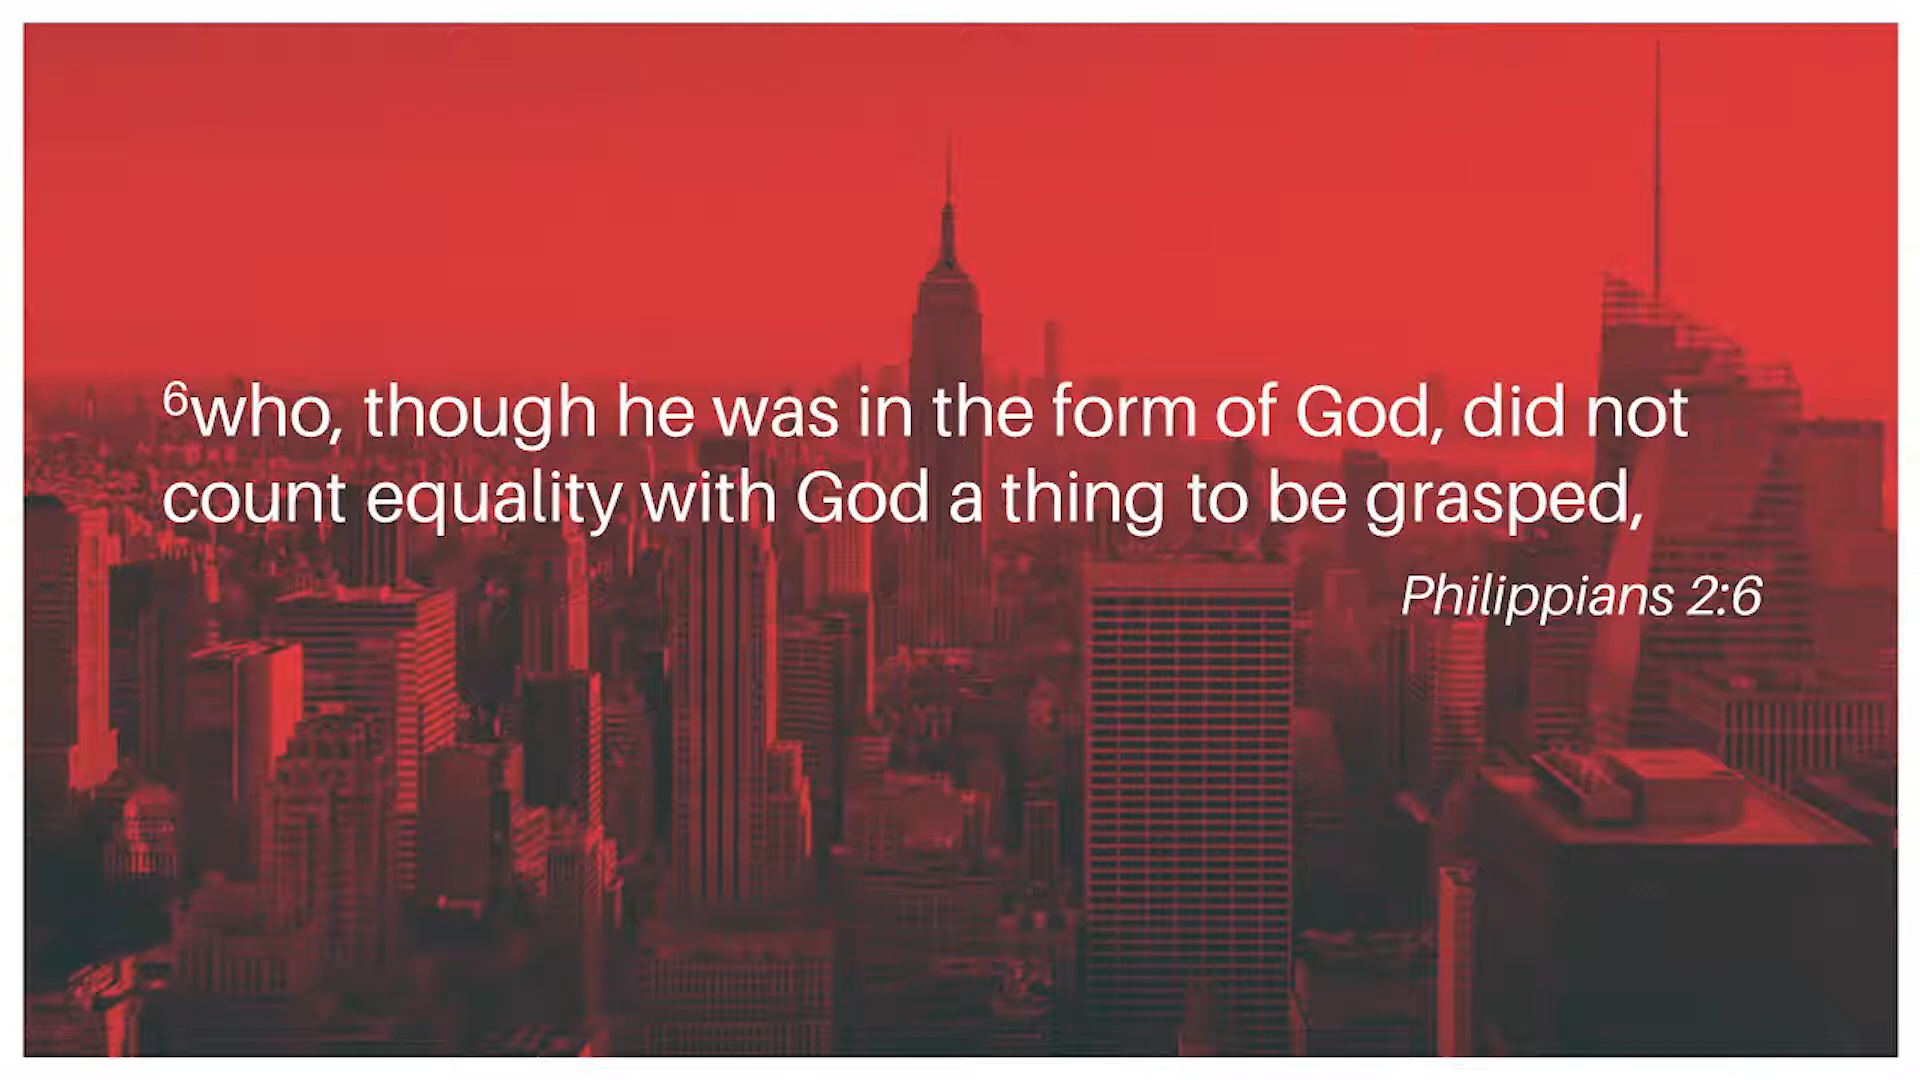 ⁶who, though he was in the form of God, did not
count equality with God a thing to be grasped,
Philippians 2:6